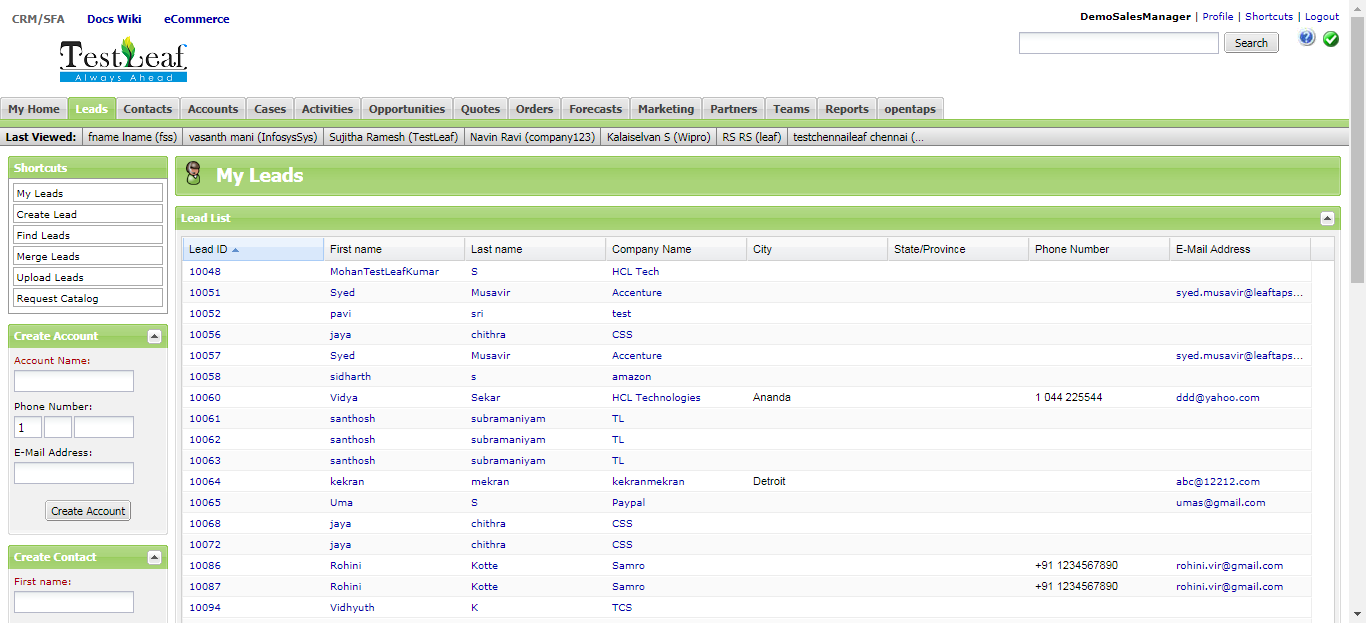 CRM/SFA Docs Wiki eCommerce
DemoSalesManager | Profile | Shortcuts | Logout
TestLeaf
Always Ahead
Search
My Home Leads Contacts Accounts Cases Activities Opportunities Quotes Orders Forecasts Marketing Partners Teams Reports opentaps
Last Viewed: fname lname (fss) vasanth mani (InfosysSys) Sujitha Ramesh (TestLeaf) Navin Ravi (company123) Kalaiselvan S (Wipro) RS RS (leaf) testchennaileaf chennai (...
Shortcuts
My Leads
Create Lead
Find Leads
Merge Leads
Upload Leads
Request Catalog
Create Account
Account Name:
Phone Number:
1
E-Mail Address:
Create Account
Create Contact
First name:
My Leads
Lead List
Lead ID First name Last name Company Name City State/Province Phone Number E-Mail Address
10048 MohanTestLeafKumar S HCL Tech
10051 Syed Musavir Accenture syed.musavir@leaftaps...
10052 pavi sri test
10056 jaya chithra CSS
10057 Syed Musavir Accenture syed.musavir@leaftaps...
10058 sidharth s amazon
10060 Vidya Sekar HCL Technologies Ananda 1 044 225544 ddd@yahoo.com
10061 santhosh subramaniyam TL
10062 santhosh subramaniyam TL
10063 santhosh subramaniyam TL
10064 kekran mekran kekranmekran Detroit abc@12212.com
10065 Uma S Paypal umas@gmail.com
10068 jaya chithra CSS
10072 jaya chithra CSS
10086 Rohini Kotte Samro +91 1234567890 rohini.vir@gmail.com
10087 Rohini Kotte Samro +91 1234567890 rohini.vir@gmail.com
10094 Vidhyuth K TCS